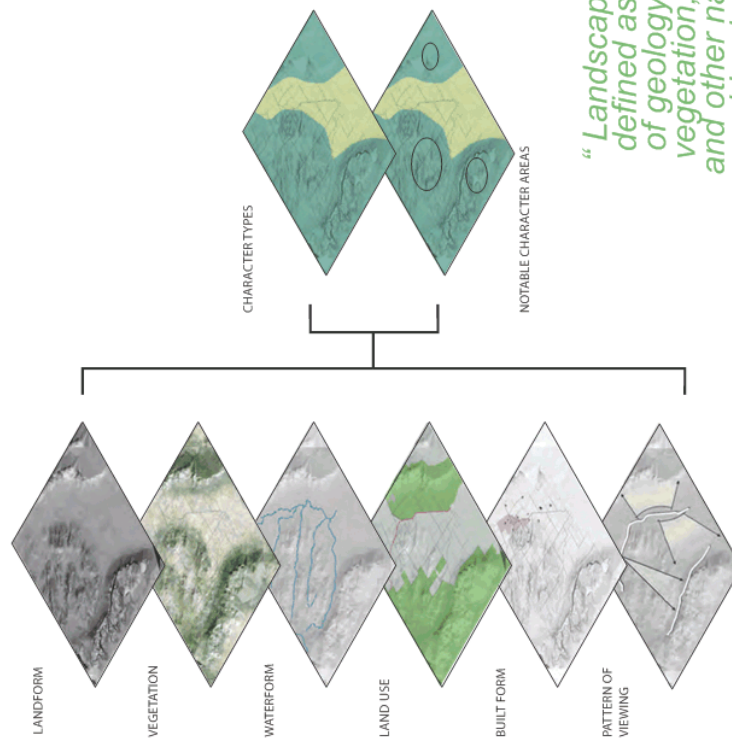 LANDFORM
VEGETATION
WATERFORM
LAND USE
BUILT FORM
PATTERN OF
VIEWING
CHARACTER TYPES
NOTABLE CHARACTER AREAS
“ Landscap
defined as
of geology
vegetation,
and other na